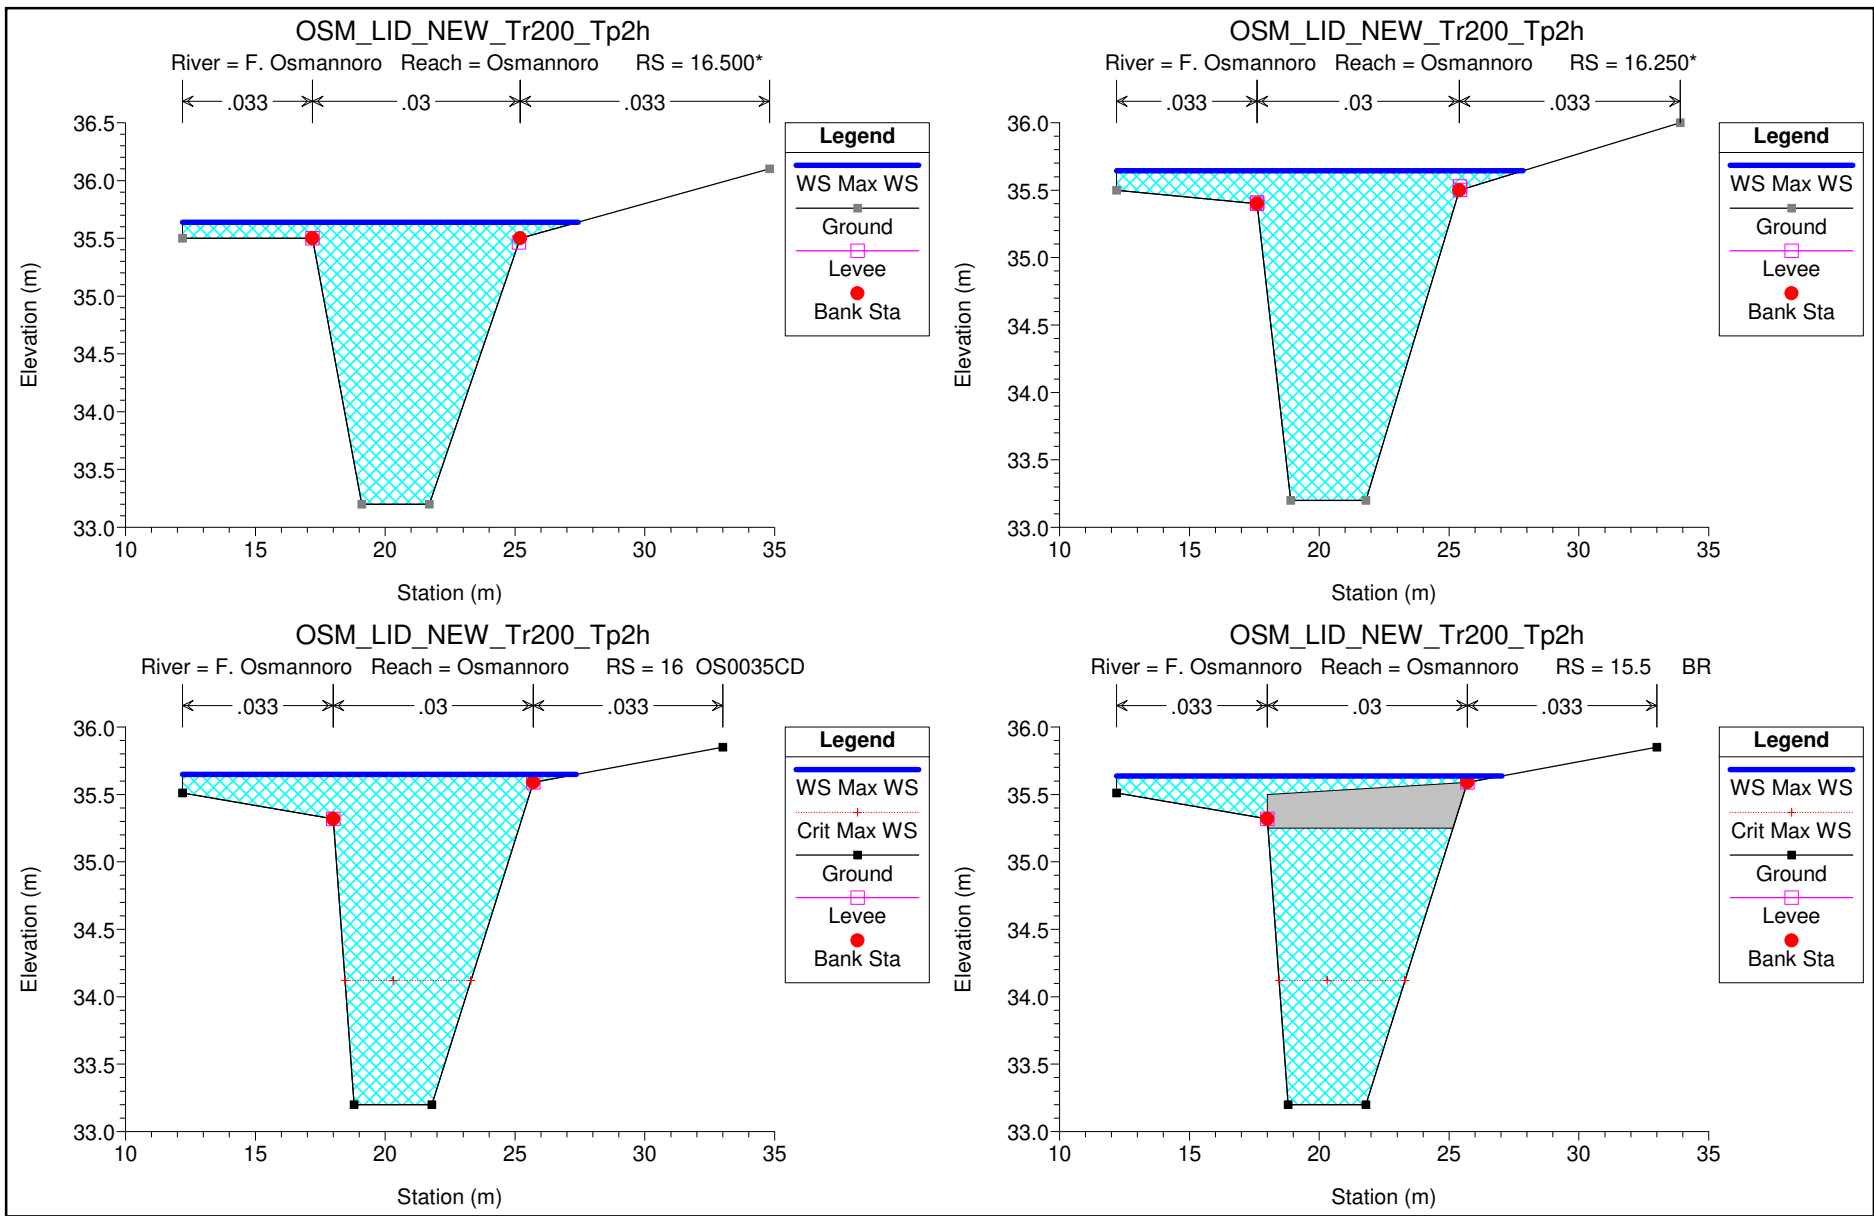 OSM_LID_NEW_Tr200_Tp2h
River = F. Osmannoro Reach = Osmannoro RS = 16.500*
.033 .03 .033
36.5
36.0
35.5
35.0
34.5
34.0
33.5
33.0
10 15 20 25 30 35
Elevation (m)
Station (m)
Legend
WS Max WS
Ground
Levee
Bank Sta
OSM_LID_NEW_Tr200_Tp2h
River = F. Osmannoro Reach = Osmannoro RS = 16.250*
.033 .03 .033
36.0
35.5
35.0
34.5
34.0
33.5
33.0
10 15 20 25 30 35
Elevation (m)
Station (m)
Legend
WS Max WS
Ground
Levee
Bank Sta
OSM_LID_NEW_Tr200_Tp2h
River = F. Osmannoro Reach = Osmannoro RS = 16 OS0035CD
.033 .03 .033
36.0
35.5
35.0
34.5
34.0
33.5
33.0
10 15 20 25 30 35
Elevation (m)
Station (m)
Legend
WS Max WS
Crit Max WS
Ground
Levee
Bank Sta
OSM_LID_NEW_Tr200_Tp2h
River = F. Osmannoro Reach = Osmannoro RS = 15.5 BR
.033 .03 .033
36.0
35.5
35.0
34.5
34.0
33.5
33.0
10 15 20 25 30 35
Elevation (m)
Station (m)
Legend
WS Max WS
Crit Max WS
Ground
Levee
Bank Sta